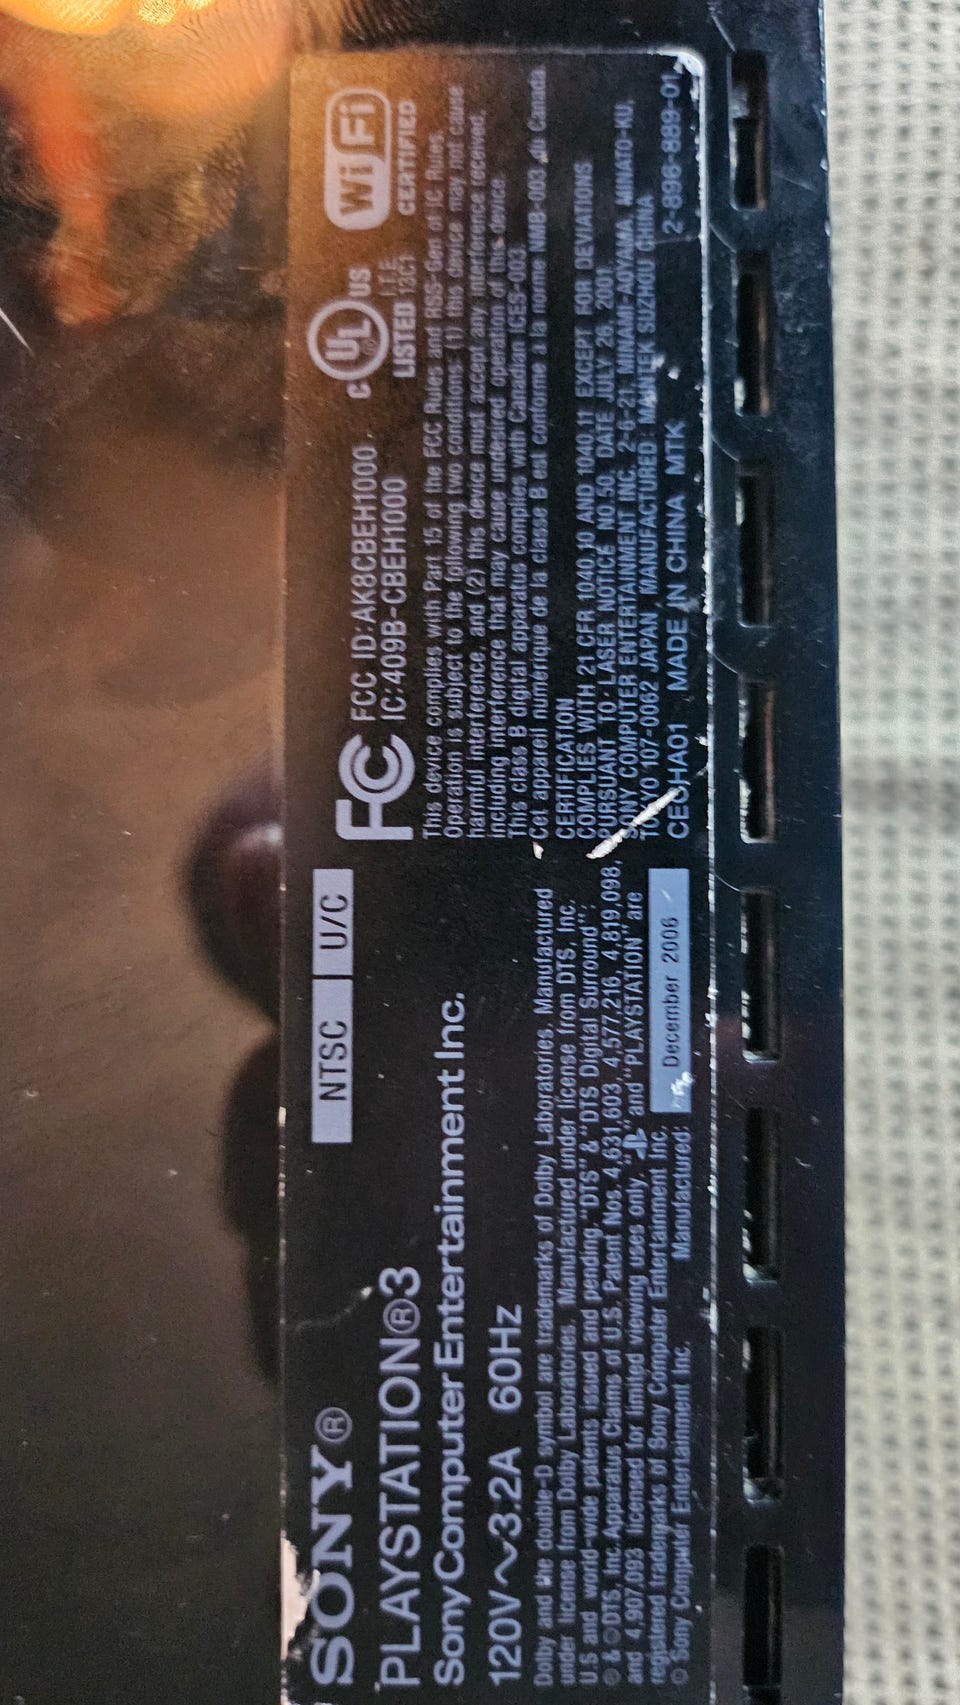 SONY®
PLAYSTATION®3
NTSC U/C
Sony Computer Entertainment Inc.
120V～3.2A 60Hz
Dolby and the double-D symbol are trademarks of Dolby Laboratories. Manufactured
under license from Dolby Laboratories. Manufactured under license from DTS, Inc.
U.S and word-wide patents issued and pending. "DTS" & "DTS Digital Surround";
© DTS, Inc. Apparatus Claims of U.S. Patent Nos. 4,631,603, 4,577,216, 4,819,098,
and 4,907,093 licensed for limited viewing uses only. and "PLAYSTATION" are
registered trademarks of Sony Computer Entertainment Inc.
© Sony Computer Entertainment Inc. Manufactured: December 2006
FC FCC ID:AK8CBEH1000
IC:409B-CBEH1000
C UL US
LISTED I.T.E. 13C1
Wi Fi
CERTIFIED
This device complies with Part 15 of the FCC Rules and RSS-Gen of IC Rules.
Operation is subject to the following two conditions: (1) this device may not cause
harmful interference, and (2) this device must accept any interference received,
including interference that may cause undesired operation of this device.
This class B digital apparatus complies with Canadian ICES-003.
Cet appareil numérique de la classe B est conforme à la norme NMB-003 du Canada.
CERTIFICATION
COMPLIES WITH 21 CFR 1040.10 AND 1040.11 EXCEPT FOR DEVIATIONS
PURSUANT TO LASER NOTICE NO.50, DATE JULY 26, 2001
SONY COMPUTER ENTERTAINMENT INC. 2-6-21, MINAMI-AOYAMA, MINATO-KU,
TOKYO 107-0062 JAPAN MANUFACTURED: MAINTEK SUZHOU CHINA
CECHA01 MADE IN CHINA MTK 2-896-889-01